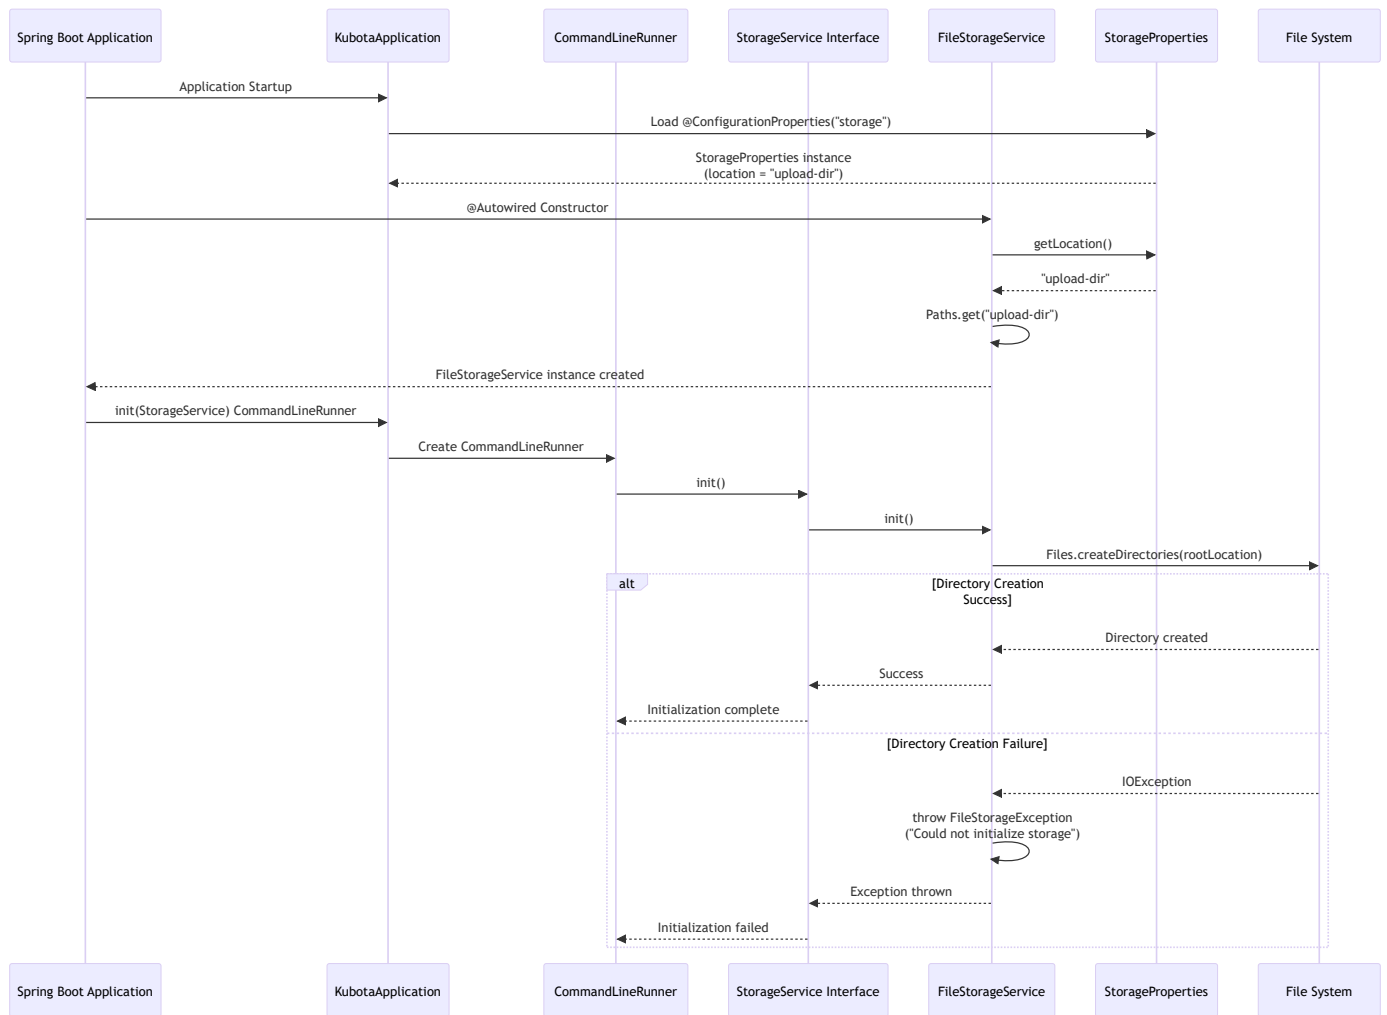 Spring Boot Application
KubotaApplication
CommandLineRunner
StorageService Interface
FileStorageService
StorageProperties
File System
Application Startup
Load @ConfigurationProperties("storage")
StorageProperties instance
(location = "upload-dir")
@Autowired Constructor
getLocation()
"upload-dir"
Paths.get("upload-dir")
FileStorageService instance created
init(StorageService) CommandLineRunner
Create CommandLineRunner
init()
init()
Files.createDirectories(rootLocation)
alt
[Directory Creation
Success]
Directory created
Success
Initialization complete
[Directory Creation Failure]
IOException
throw FileStorageException
("Could not initialize storage")
Exception thrown
Initialization failed
Spring Boot Application
KubotaApplication
CommandLineRunner
StorageService Interface
FileStorageService
StorageProperties
File System